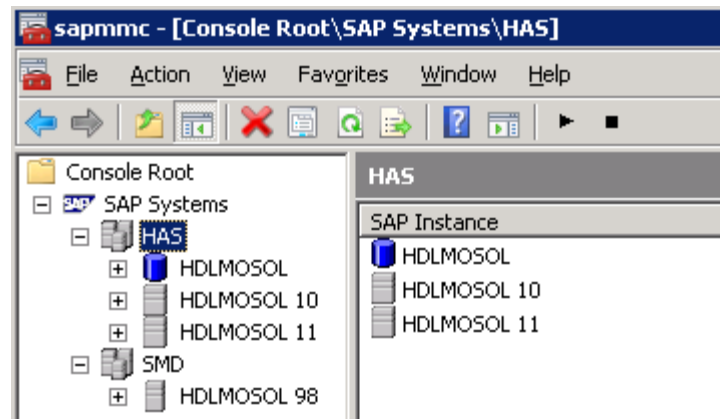 sapmmc - [Console Root\SAP Systems\HAS]
File Action View Favorites Window Help
Console Root
SAP Systems
HAS
HDLMOSOL
HDLMOSOL 10
HDLMOSOL 11
SMD
HDLMOSOL 98
HAS
SAP Instance
HDLMOSOL
HDLMOSOL 10
HDLMOSOL 11